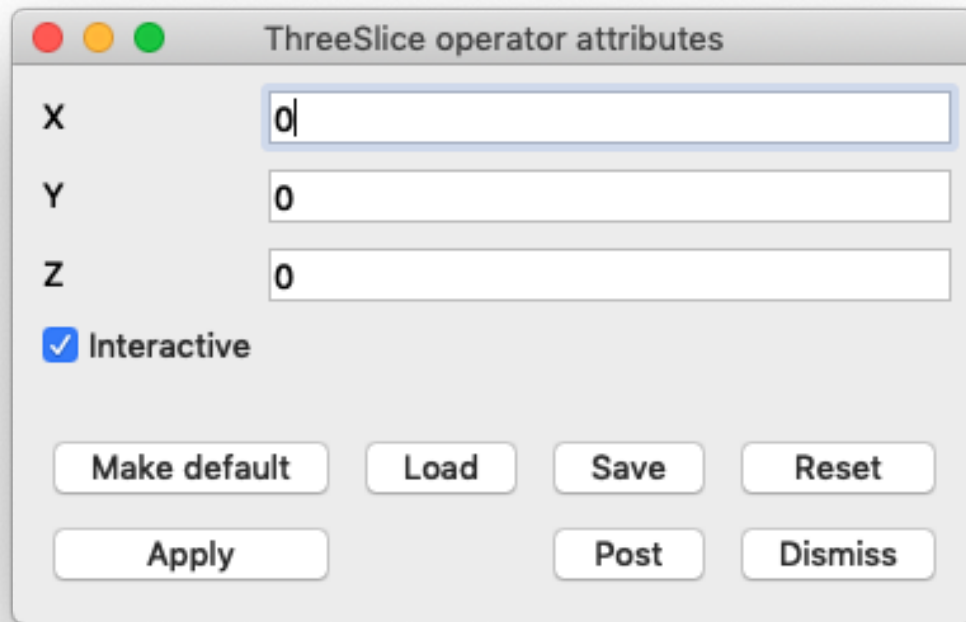 ThreeSlice operator attributes
X 0
Y 0
Z 0
Interactive
Make default Load Save Reset
Apply Post Dismiss